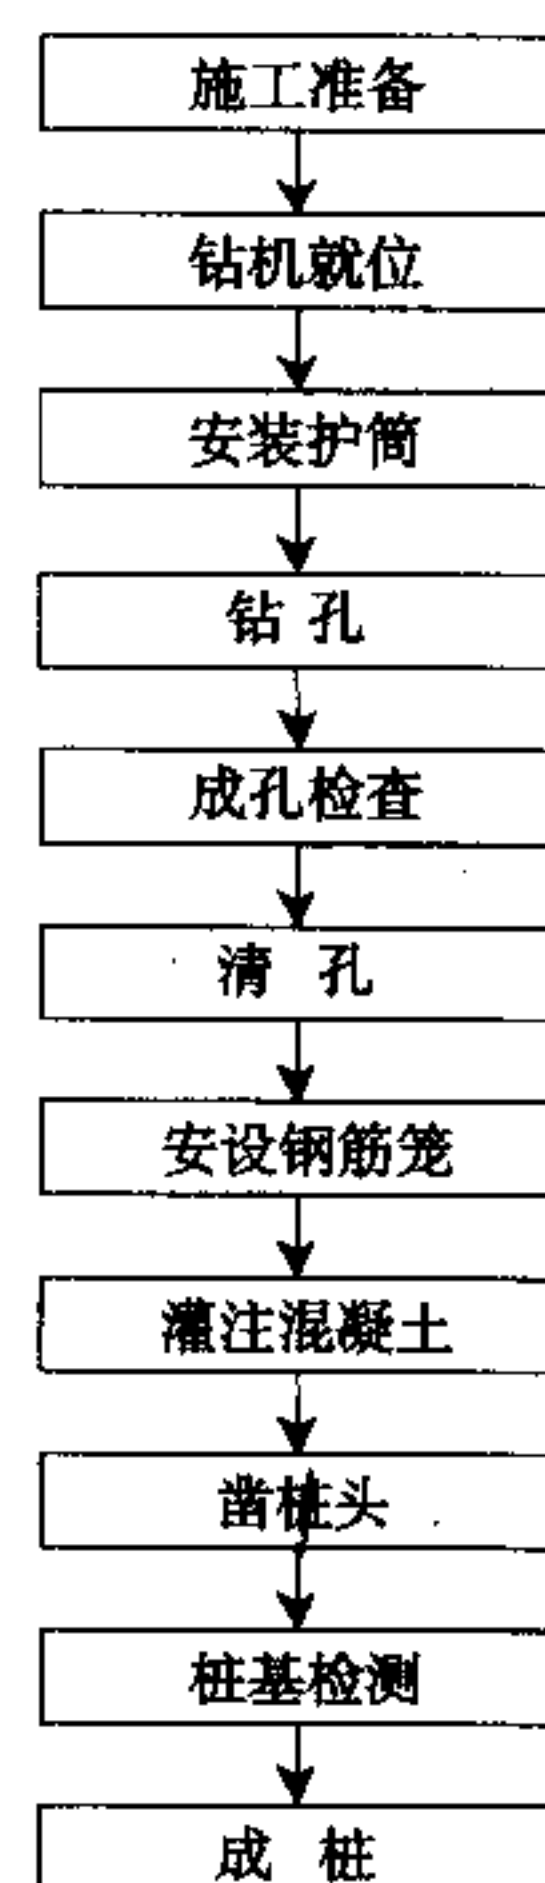 施工准备
钻机就位
安装护筒
钻 孔
成孔检查
清 孔
安设钢筋笼
灌注混凝土
凿桩头
桩基检测
成 桩